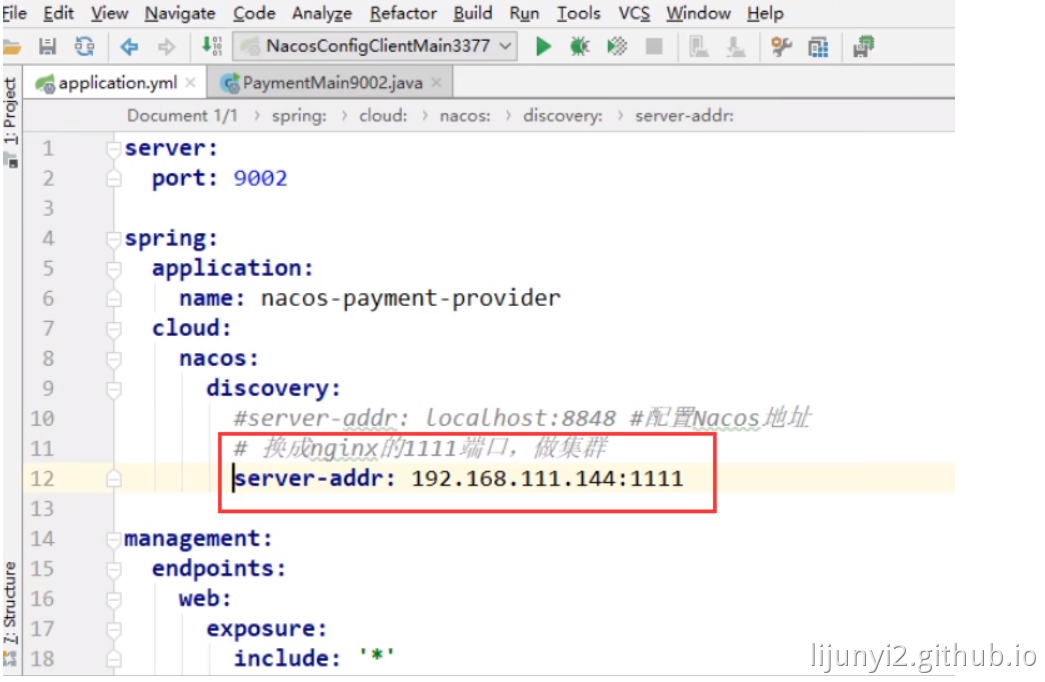 File Edit View Navigate Code Analyze Refactor Build Run Tools VCS Window Help
NacosConfigClientMain3377
application.yml PaymentMain9002.java
Document 1/1 › spring: › cloud: › nacos: › discovery: › server-addr:
1: Project
7: Structure
1 server:
2 port: 9002
3
4 spring:
5 application:
6 name: nacos-payment-provider
7 cloud:
8 nacos:
9 discovery:
10 #server-addr: localhost:8848 #配置Nacos地址
11 # 换成nginx的1111端口，做集群
12 server-addr: 192.168.111.144:1111
13
14 management:
15 endpoints:
16 web:
17 exposure:
18 include: '*'
lijunyi2.github.io